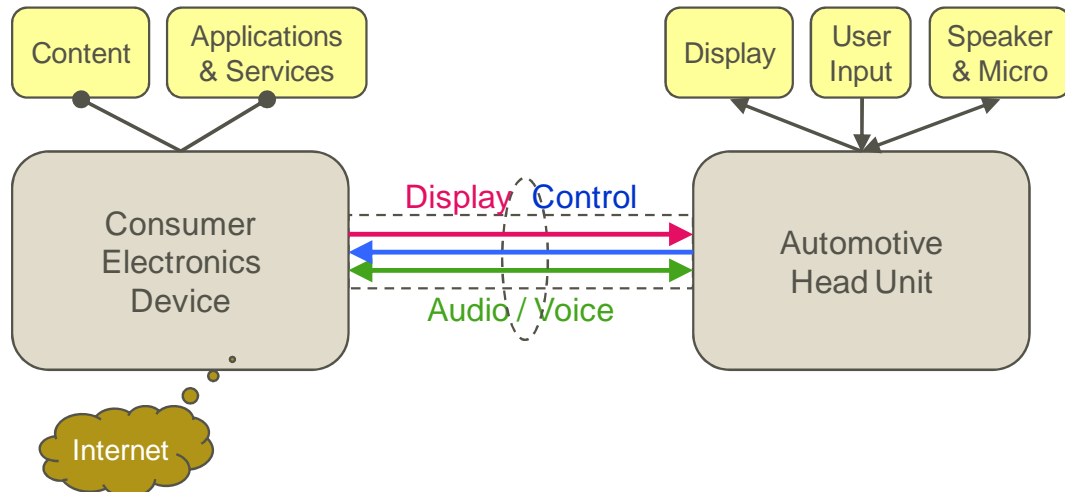 Content
Applications
& Services
Display
User
Input
Speaker
& Micro
Consumer
Electronics
Device
Display
Control
Audio / Voice
Automotive
Head Unit
Internet